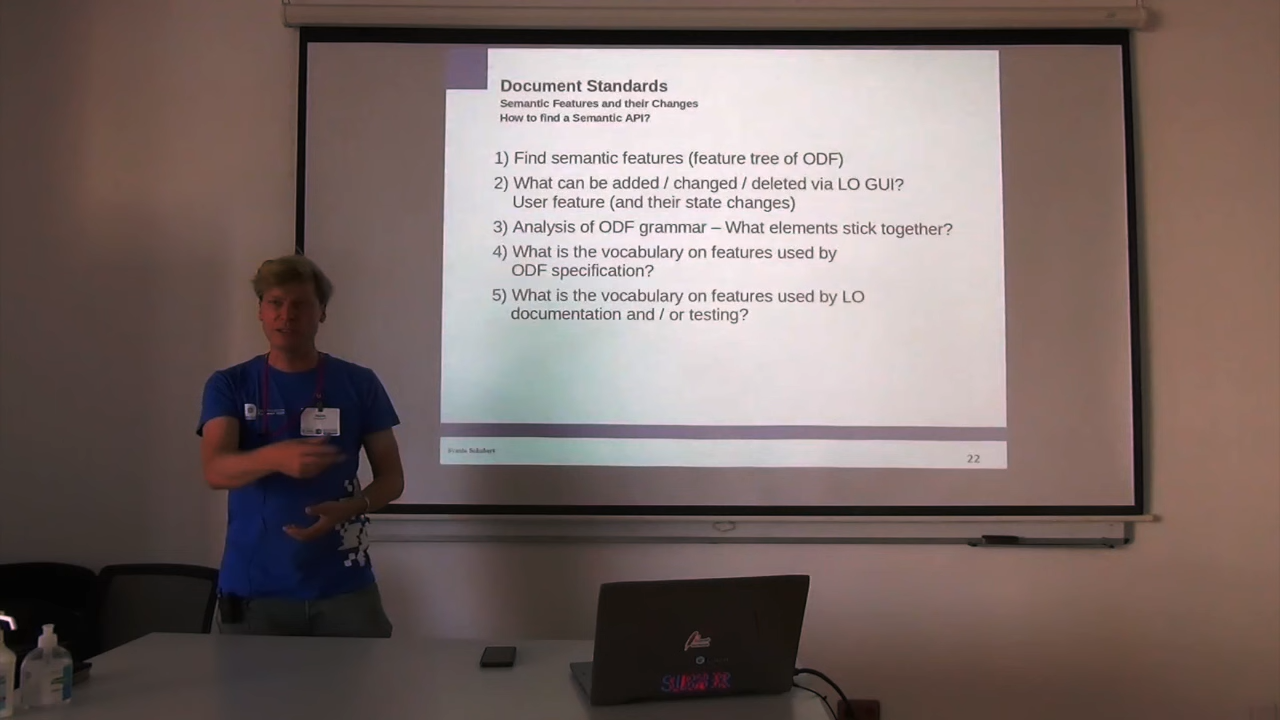 Document Standards
Semantic Features and their Changes
How to find a Semantic API?
1) Find semantic features (feature tree of ODF)
2) What can be added / changed / deleted via LO GUI?
User feature (and their state changes)
3) Analysis of ODF grammar – What elements stick together?
4) What is the vocabulary on features used by
ODF specification?
5) What is the vocabulary on features used by LO
documentation and / or testing?
22